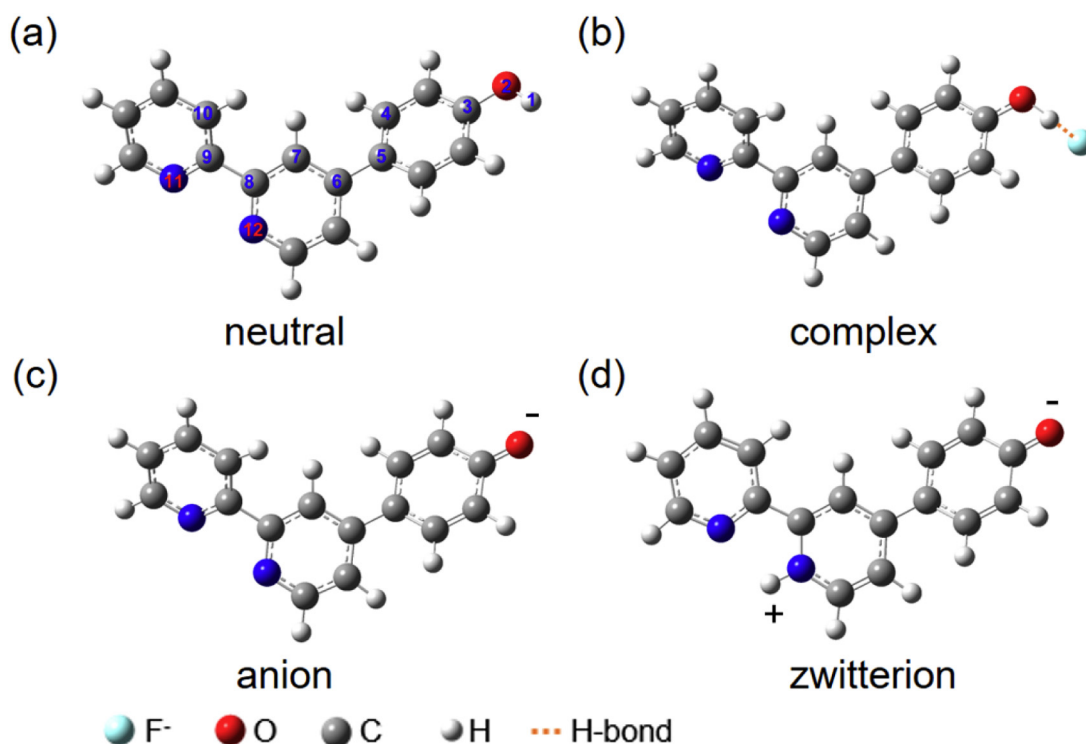 (a)
(b)
1
2
3
4
5
6
7
8
9
10
11
12
neutral
complex
(c)
(d)
-
-
+
anion
zwitterion
F- O C H H-bond